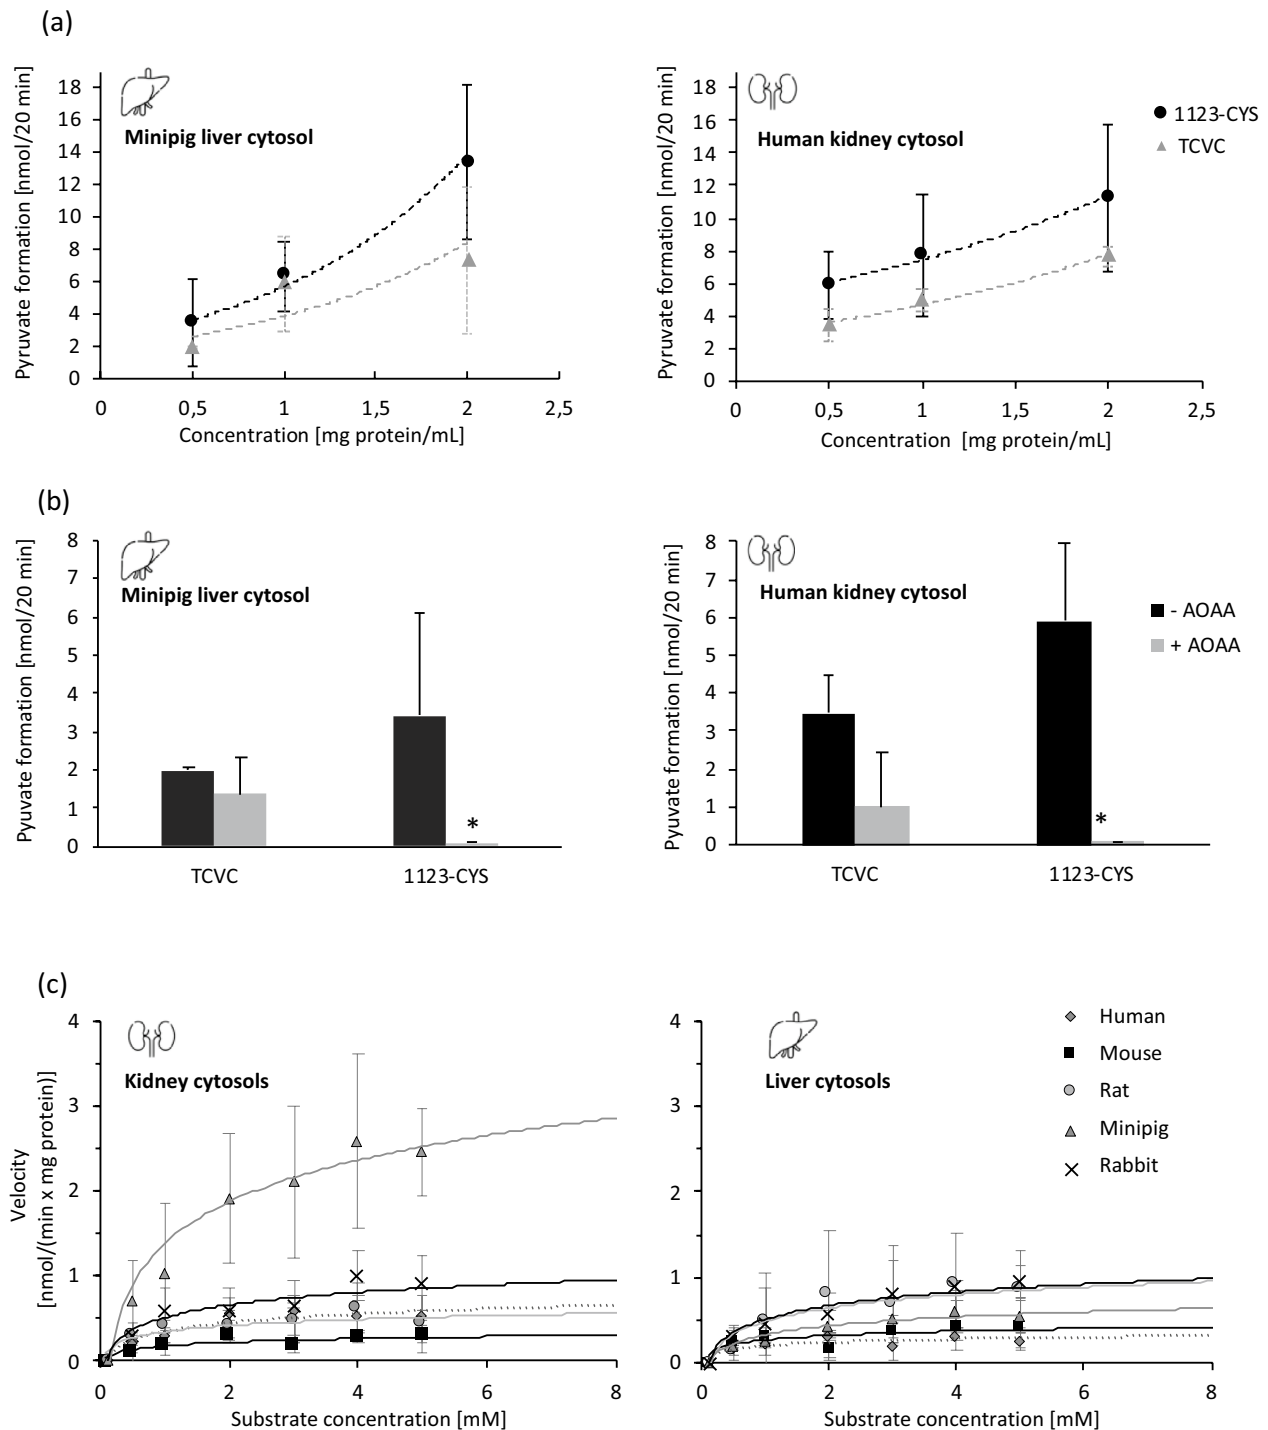 (a)
Pyruvate formation [nmol/20 min]
18
16
14
12
10
8
6
4
2
0
Minipig liver cytosol
0
0,5
1
1,5
2
2,5
Concentration [mg protein/mL]
Pyruvate formation [nmol/20 min]
18
16
14
12
10
8
6
4
2
0
Human kidney cytosol
0
0,5
1
1,5
2
2,5
Concentration [mg protein/mL]
1123-CYS
TCVC
(b)
Pyuvate formation [nmol/20 min]
8
7
6
5
4
3
2
1
0
Minipig liver cytosol
*
TCVC
1123-CYS
Pyuvate formation [nmol/20 min]
8
7
6
5
4
3
2
1
0
Human kidney cytosol
*
TCVC
1123-CYS
- AOAA
+ AOAA
(c)
Velocity
[nmol/(min x mg protein)]
4
3
2
1
0
Kidney cytosols
0
2
4
6
8
Substrate concentration [mM]
4
3
2
1
0
Liver cytosols
0
2
4
6
8
Substrate concentration [mM]
Human
Mouse
Rat
Minipig
Rabbit